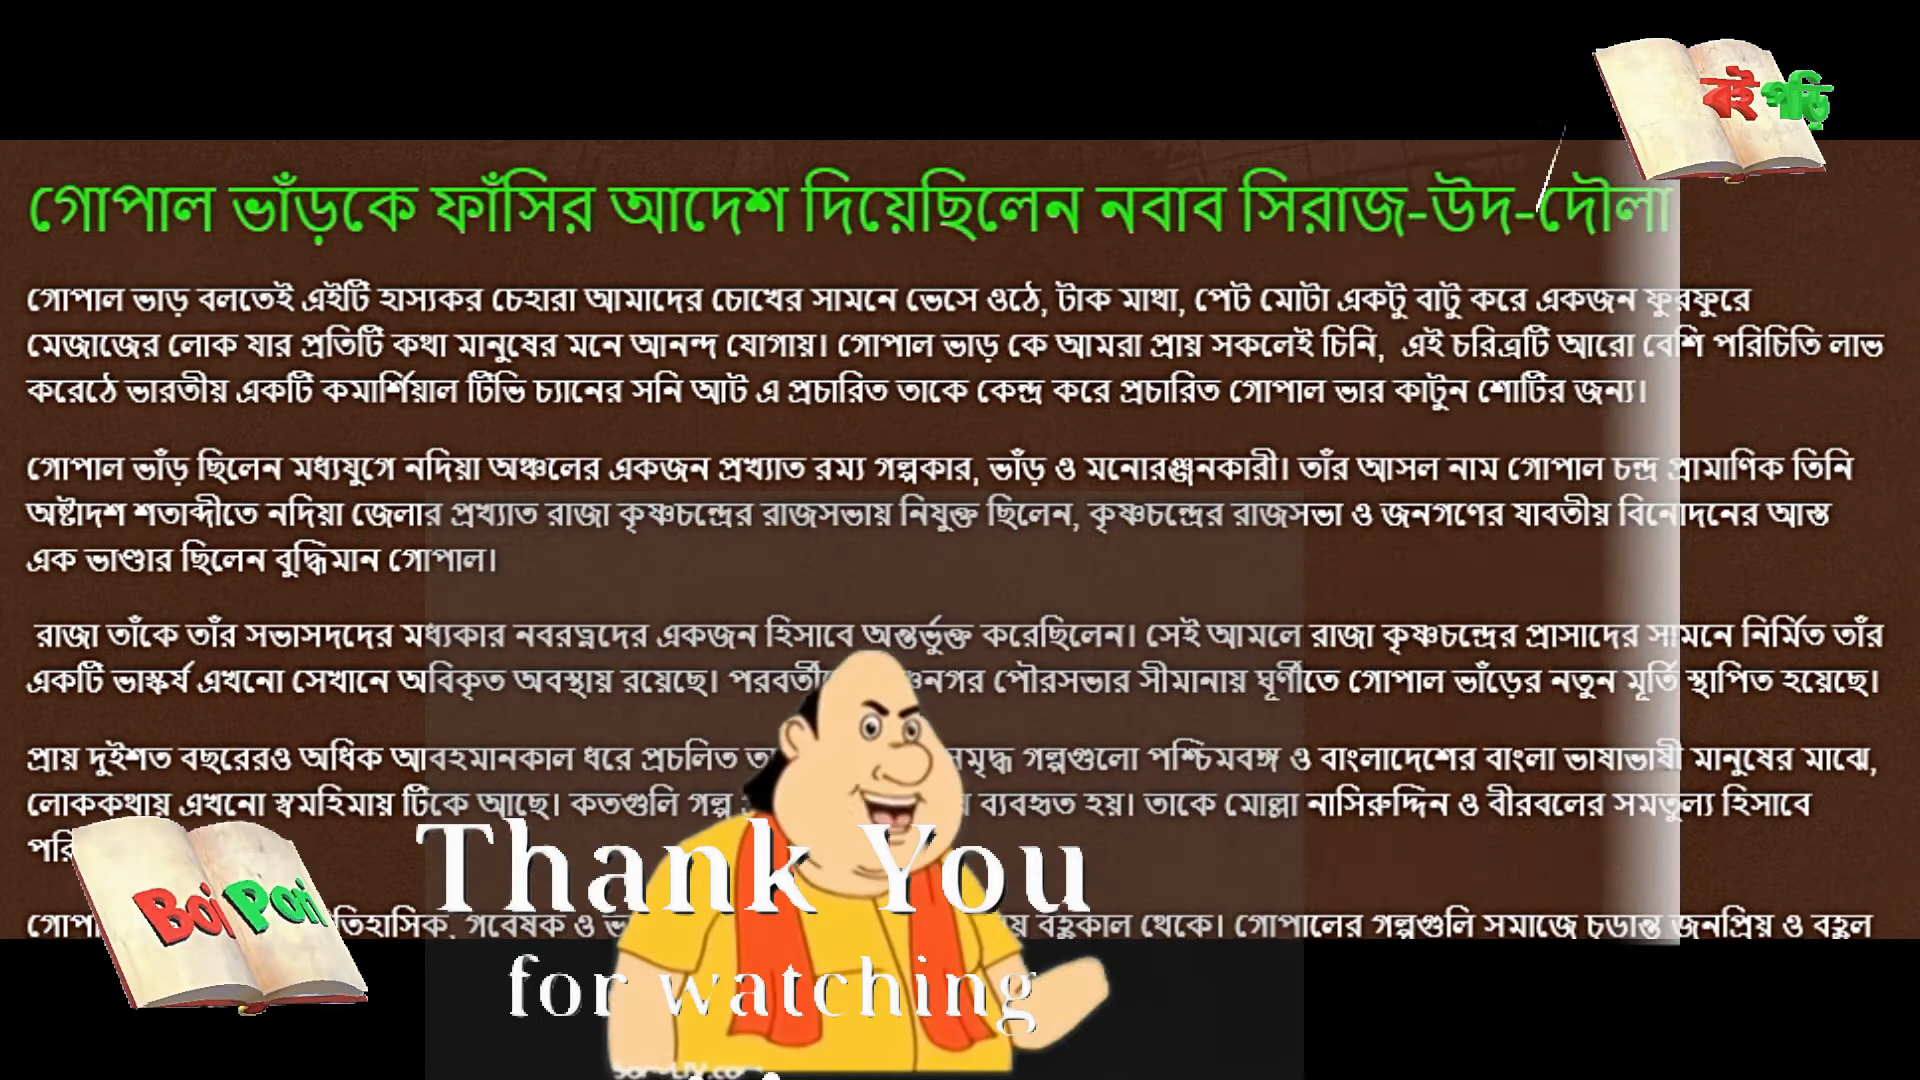 বই পড়ি
গোপাল ভাঁড়কে ফাঁসির আদেশ দিয়েছিলেন নবাব সিরাজ-উদ-দৌলা
গোপাল ভাড় বলতেই এইটি হাস্যকর চেহারা আমাদের চোখের সামনে ভেসে ওঠে, টাক মাথা, পেট মোটা একটু বাটু করে একজন ফুরফুরে
মেজাজের লোক যার প্রতিটি কথা মানুষের মনে আনন্দ যোগায়। গোপাল ভাড় কে আমরা প্রায় সকলেই চিনি, এই চরিত্রটি আরো বেশি পরিচিতি লাভ
করেঠে ভারতীয় একটি কমার্শিয়াল টিভি চ্যানের সনি আট এ প্রচারিত তাকে কেন্দ্র করে প্রচারিত গোপাল ভার কাটুন শোটির জন্য।
গোপাল ভাঁড় ছিলেন মধ্যযুগে নদিয়া অঞ্চলের একজন প্রখ্যাত রম্য গল্পকার, ভাঁড় ও মনোরঞ্জনকারী। তাঁর আসল নাম গোপাল চন্দ্র প্রামাণিক তিনি
অষ্টাদশ শতাব্দীতে নদিয়া জেলার প্রখ্যাত রাজা কৃষ্ণচন্দ্রের রাজসভায় নিযুক্ত ছিলেন, কৃষ্ণচন্দ্রের রাজসভা ও জনগণের যাবতীয় বিনোদনের আস্ত
এক ভাণ্ডার ছিলেন বুদ্ধিমান গোপাল।
রাজা তাঁকে তাঁর সভাসদদের মধ্যকার নবরত্নদের একজন হিসাবে অন্তর্ভুক্ত করেছিলেন। সেই আমলে রাজা কৃষ্ণচন্দ্রের প্রাসাদের সামনে নির্মিত তাঁর
একটি ভাস্কর্য এখনো সেখানে অবিকৃত অবস্থায় রয়েছে। পৌরসভার সীমানায় ঘূর্ণীতে গোপাল ভাঁড়ের নতুন মূর্তি স্থাপিত হয়েছে।
প্রায় দুইশত বছরেরও অধিক আবহমানকাল ধরে প্রচলিত গল্পগুলো পশ্চিমবঙ্গ ও বাংলাদেশের বাংলা ভাষাভাষী মানুষের মাঝে,
লোককথায় এখনো স্বমহিমায় টিকে আছে। কতগুলি গল্প ব্যবহৃত হয়। তাকে মোল্লা নাসিরুদ্দিন ও বীরবলের সমতুল্য হিসাবে
ও বহুকাল থেকে। গোপালের গল্পগুলি সমাজে চূড়ান্ত জনপ্রিয় ও বহুল
Boi Pori
Thank You
for watching